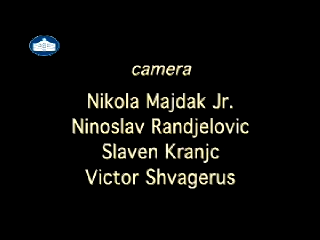 camera
Nikola Majdak Jr.
Ninoslav Randjelovic
Slaven Kranjc
Victor Shvagerus